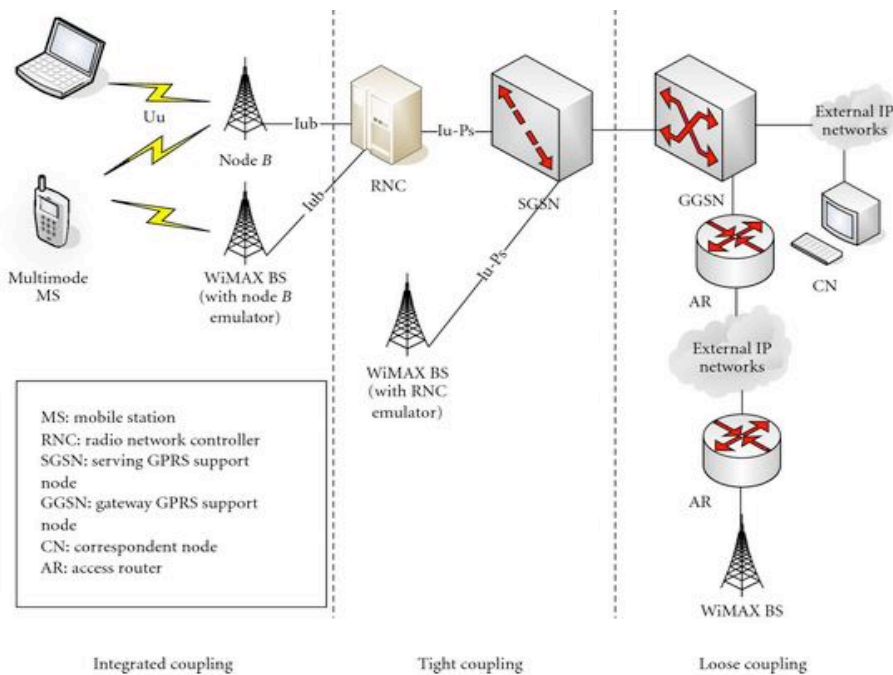 Uu
Iub
Node B
Iub
WiMAX BS
(with node B
emulator)
Multimode
MS
RNC
Iu-Ps
SGSN
Iu-Ps
WiMAX BS
(with RNC
emulator)
GGSN
External IP
networks
CN
AR
External IP
networks
AR
WiMAX BS
MS: mobile station
RNC: radio network controller
SGSN: serving GPRS support
node
GGSN: gateway GPRS support
node
CN: correspondent node
AR: access router
Integrated coupling
Tight coupling
Loose coupling